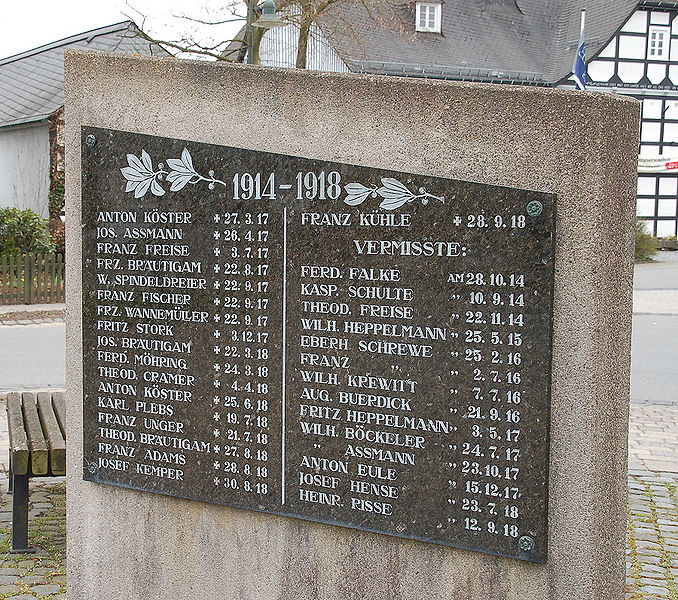 1914-1918
ANTON KÖSTER + 27. 3. 17
JOS. ASSMANN + 26. 4. 17
FRANZ FREISE + 3. 7. 17
FRZ. BRÄUTIGAM + 22. 8. 17
W. SPINDELDREIER + 22. 9. 17
FRANZ FISCHER + 22. 9. 17
FRZ. WANNEMÜLLER + 22. 9. 17
FRITZ STORK + 3. 12. 17
JOS. BRÄUTIGAM + 22. 3. 18
FERD. MÖHRING + 24. 3. 18
THEOD. CRAMER + 4. 4. 18
ANTON KÖSTER + 25. 6. 18
KARL PLEBS + 19. 7. 18
FRANZ UNGER + 21. 7. 18
THEOD. BRÄUTIGAM + 27. 8. 18
FRANZ ADAMS + 28. 8. 18
JOSEF KEMPER + 30. 8. 18
FRANZ KÜHLE + 28. 9. 18
VERMISSTE:
FERD. FALKE AM 28. 10. 14
KASP. SCHULTE " 10. 9. 14
THEOD. FREISE " 22. 11. 14
WILH. HEPPELMANN " 25. 5. 15
EBERH SCHREWE " 25. 2. 16
FRANZ " " 2. 7. 16
WILH. KREWITT " 7. 7. 16
AUG. BUERDICK " 21. 9. 16
FRITZ HEPPELMANN " 3. 5. 17
WILH. BÖCKELER " 24. 7. 17
" ASSMANN " 23. 10. 17
ANTON EULE " 15. 12. 17
JOSEF HENSE " 23. 7. 18
HEINR. RISSE " 12. 9. 18